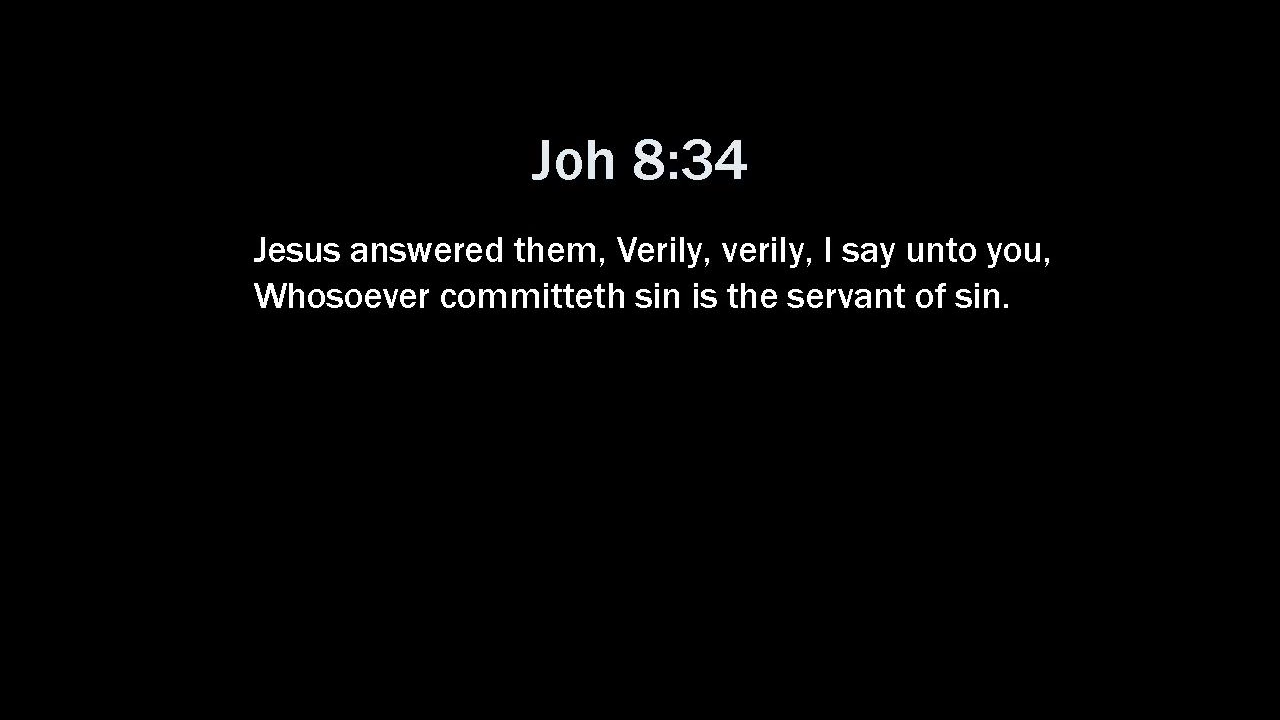 Joh 8:34
Jesus answered them, Verily, verily, I say unto you,
Whosoever committeth sin is the servant of sin.